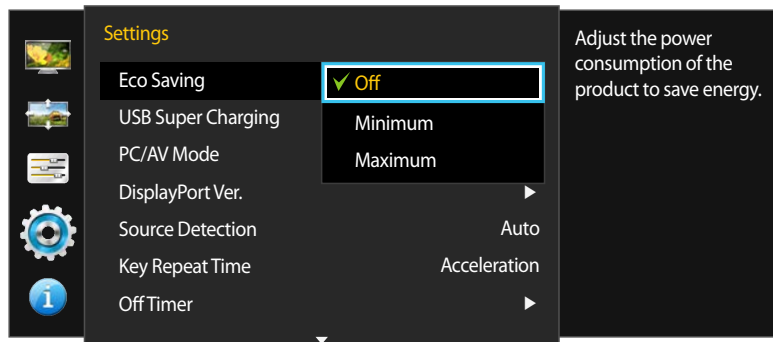 Settings
Eco Saving
Off
USB Super Charging
Minimum
PC/AV Mode
Maximum
DisplayPort Ver.
Source Detection
Auto
Key Repeat Time
Acceleration
Off Timer
Adjust the power
consumption of the
product to save energy.